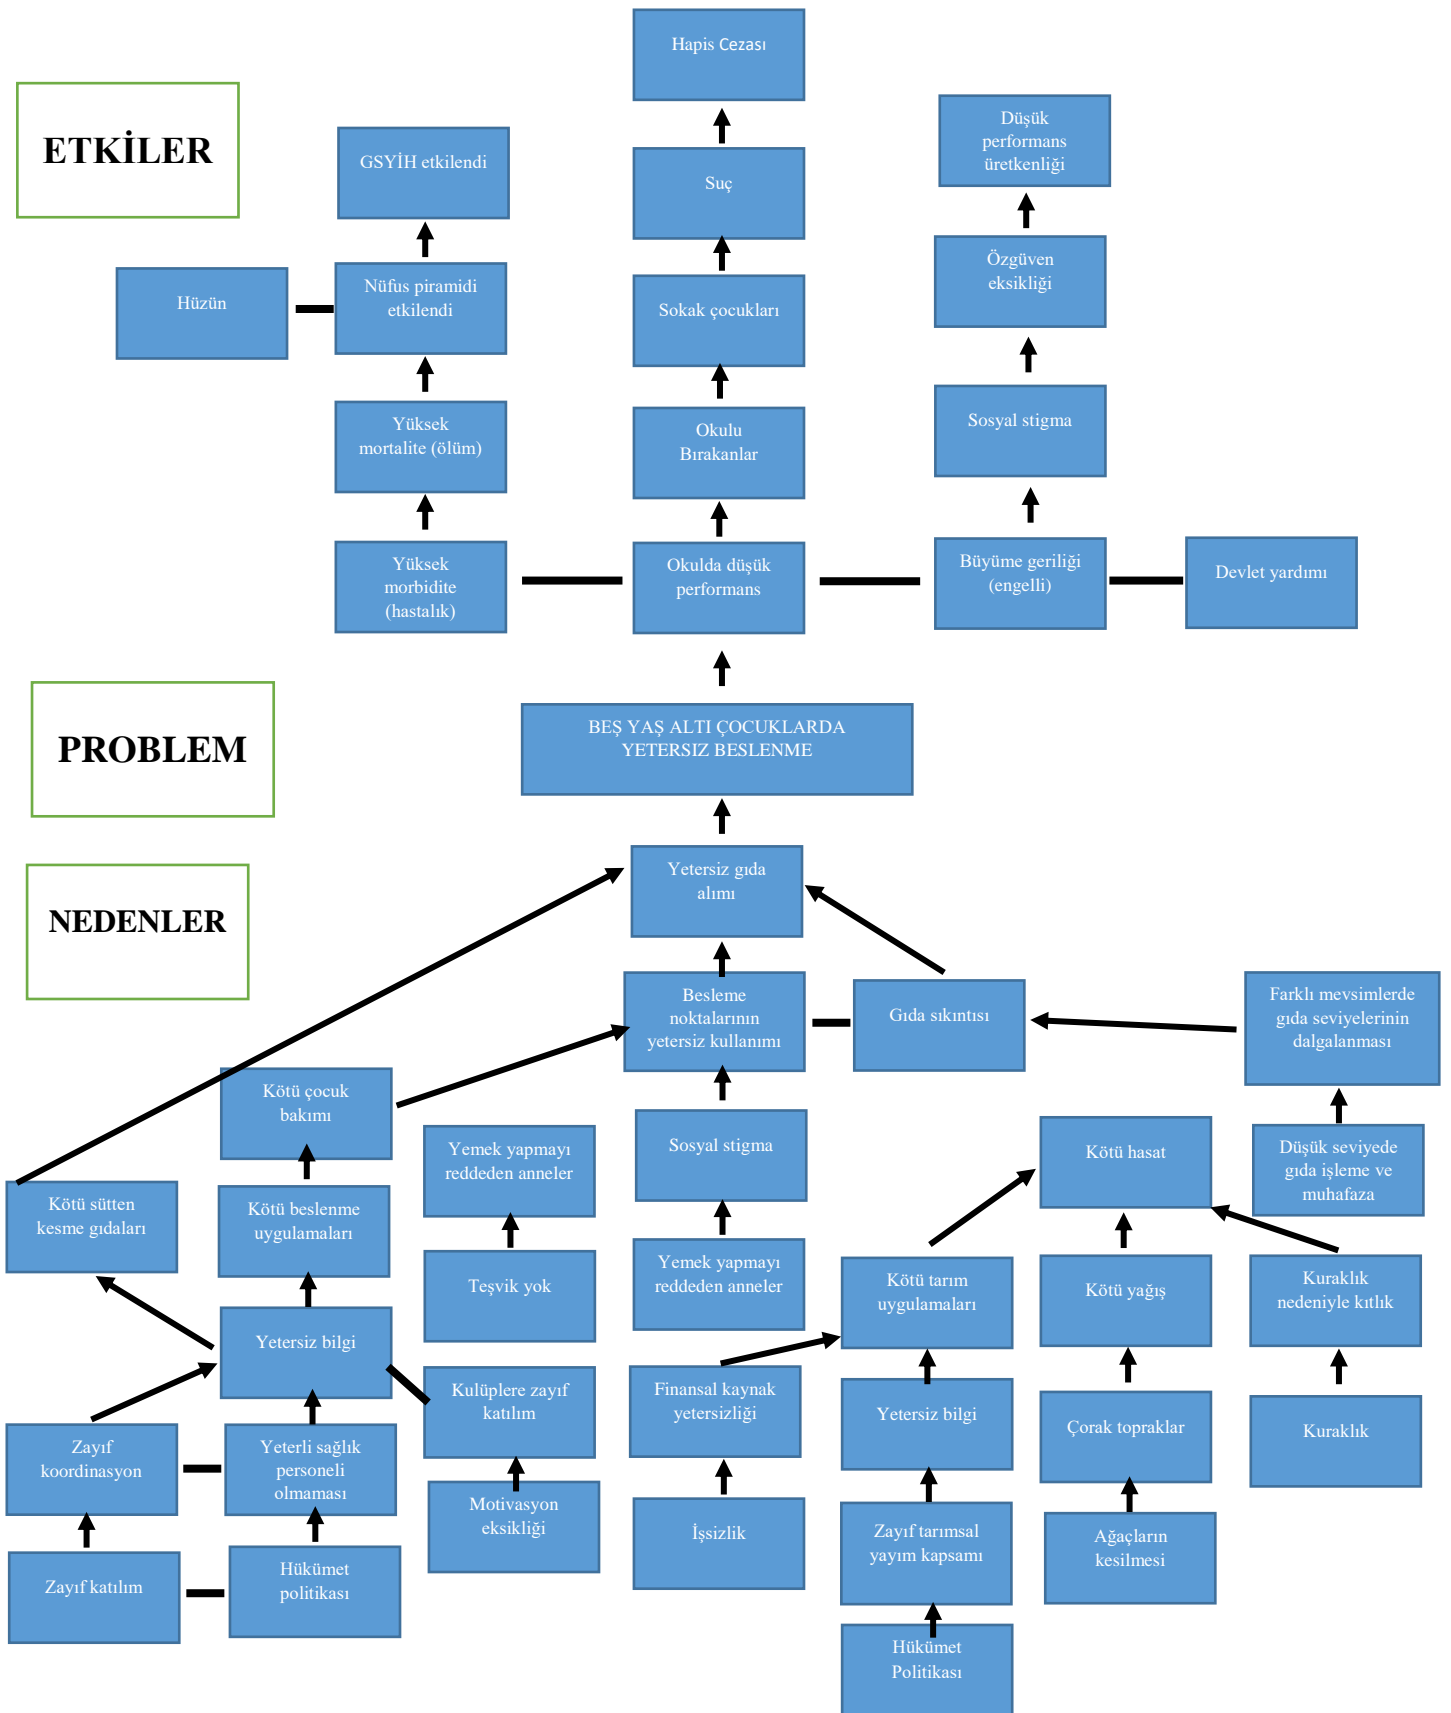 Hapis Cezası
ETKİLER
GSYİH etkilendi
Suç
Düşük
performans
üretkenliği
Hüzün
Nüfus piramidi
etkilendi
Sokak çocukları
Özgüven
eksikliği
Yüksek
mortalite (ölüm)
Okulu
Bırakanlar
Sosyal stigma
Yüksek
morbidite
(hastalık)
Okulda düşük
performans
Büyüme geriliği
(engelli)
Devlet yardımı
PROBLEM
BEŞ YAŞ ALTI ÇOCUKLARDA
YETERSIZ BESLENME
NEDENLER
Yetersiz gıda
alımı
Besleme
noktalarının
yetersiz kullanımı
Gıda sıkıntısı
Farklı mevsimlerde
gıda seviyelerinin
dalgalanması
Kötü çocuk
bakımı
Yemek yapmayı
reddeden anneler
Sosyal stigma
Kötü hasat
Düşük seviyede
gıda işleme ve
muhafaza
Kötü sütten
kesme gıdaları
Kötü beslenme
uygulamaları
Teşvik yok
Yemek yapmayı
reddeden anneler
Kötü tarım
uygulamaları
Kötü yağış
Kuraklık
nedeniyle kıtlık
Yetersiz bilgi
Kulüplere zayıf
katılım
Finansal kaynak
yetersizliği
Yetersiz bilgi
Çorak topraklar
Kuraklık
Zayıf
koordinasyon
Yeterli sağlık
personeli
olmaması
Motivasyon
eksikliği
İşsizlik
Zayıf tarımsal
yayım kapsamı
Ağaçların
kesilmesi
Zayıf katılım
Hükümet
politikası
Hükümet
Politikası